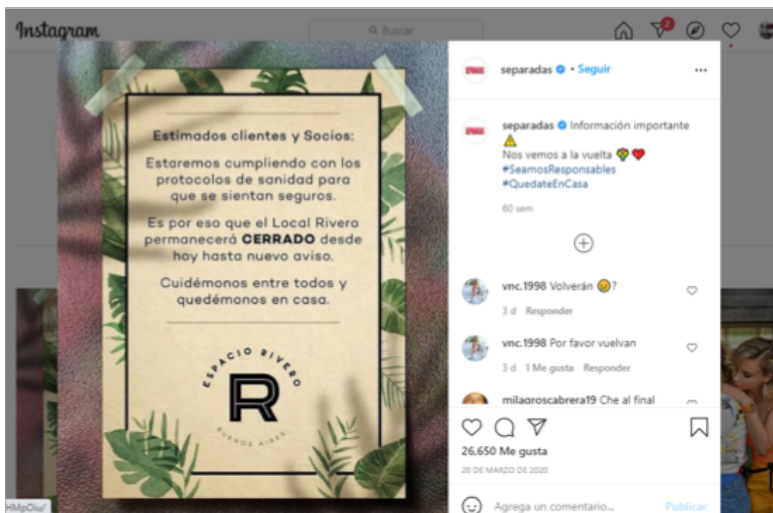 Instagram
Buscar
2
separadas • Seguir
separadas Información importante
Nos vemos a la vuelta
#SeamosResponsables
#QuedateEnCasa
60 sem
vnc.1998 Volverán ?
3 d Responder
vnc.1998 Por favor vuelvan
3 d 1 Me gusta Responder
milagroscabrera19 Che al final
26.650 Me gusta
20 DE MARZO DE 2020
Agrega un comentario... Publicar
Estimados clientes y Socios:
Estaremos cumpliendo con los
protocolos de sanidad para
que se sientan seguros.
Es por eso que el Local Rivero
permanecerá CERRADO desde
hoy hasta nuevo aviso.
Cuidémonos entre todos y
quedémonos en casa.
ESPACIO RIVERO
R
BUENOS AIRES
HMpOiw/